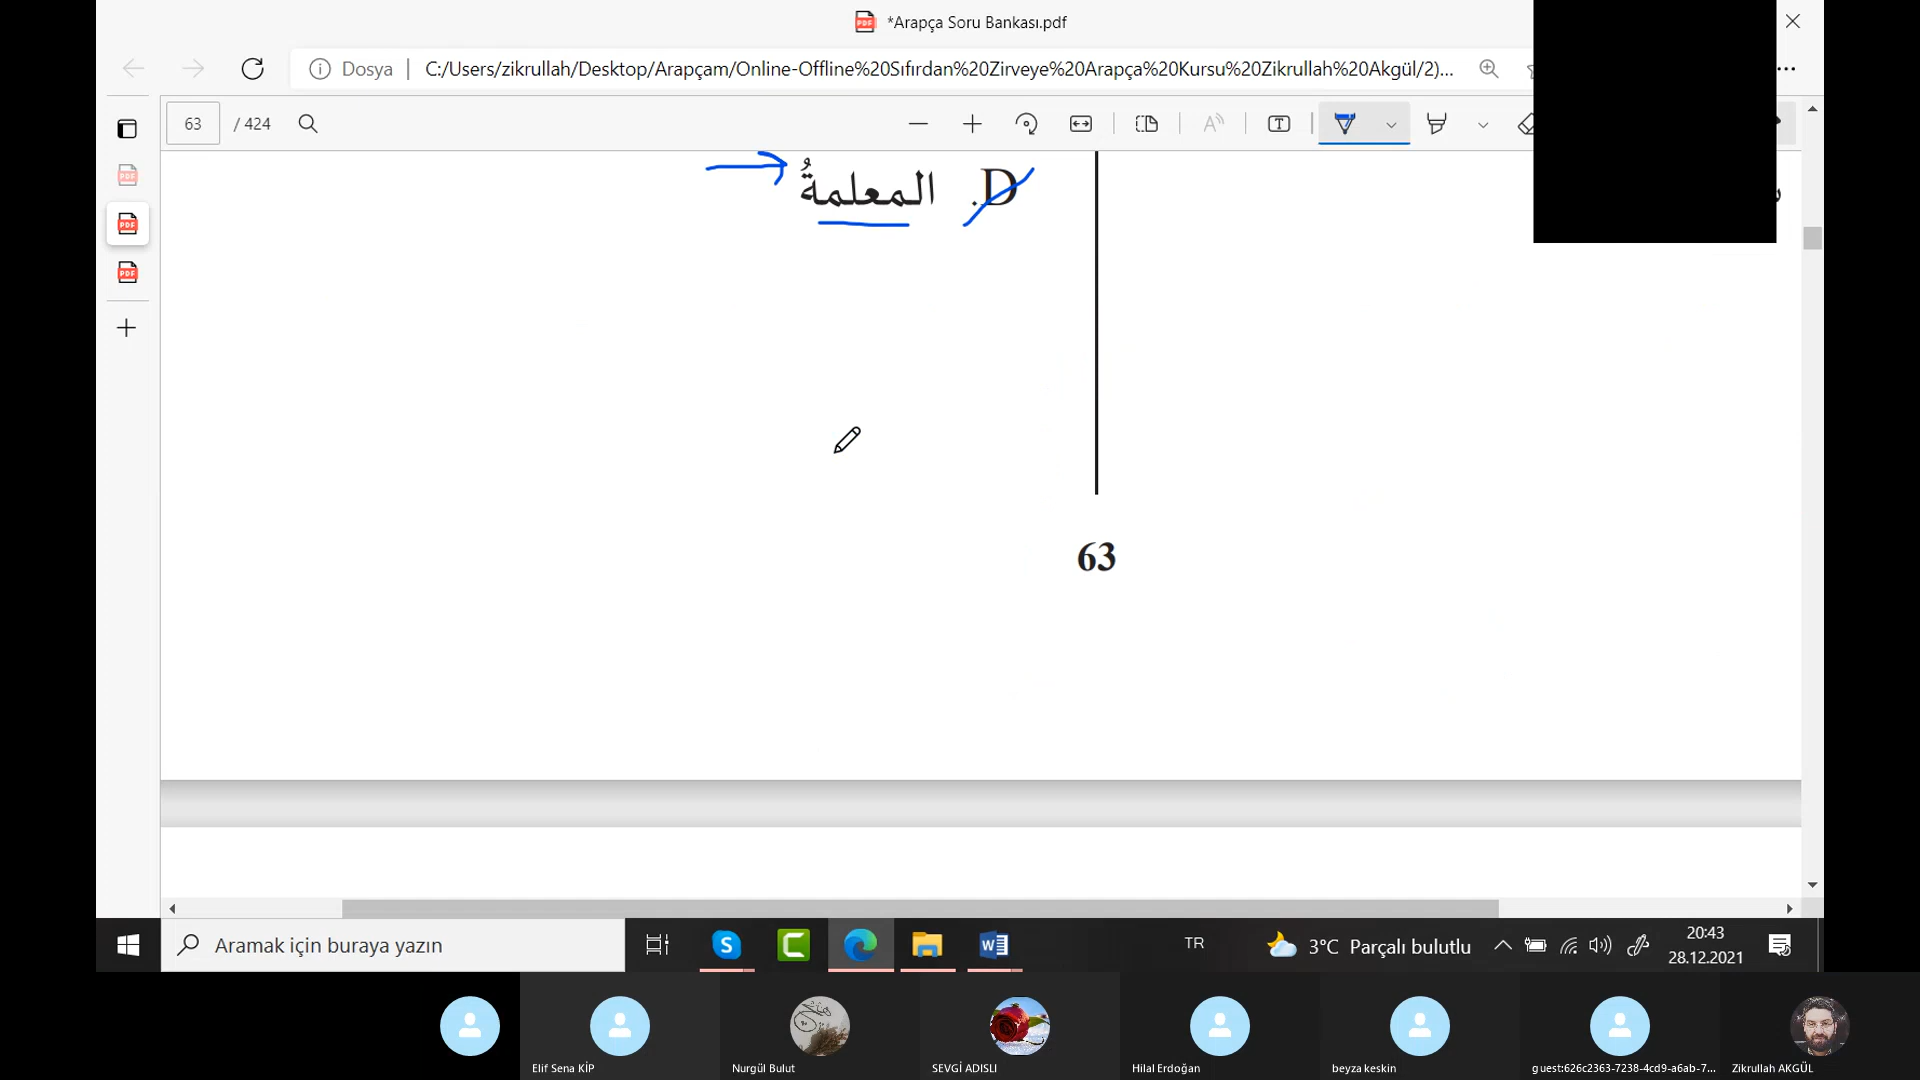 *Arapça Soru Bankası.pdf
Dosya
C:/Users/zikrullah/Desktop/Arapçam/Online-Offline%20Sıfırdan%20Zirveye%20Arapça%20Kursu%20Zikrullah%20Akgül/2)...
63 / 424
D. المعلمةُ
63
Aramak için buraya yazın
TR
3°C Parçalı bulutlu
20:43
28.12.2021
Elif Sena KİP
Nurgül Bulut
SEVGİ ADISLI
Hilal Erdoğan
beyza keskin
guest:626c2363-7238-4cd9-a6ab-7...
Zikrullah AKGÜL